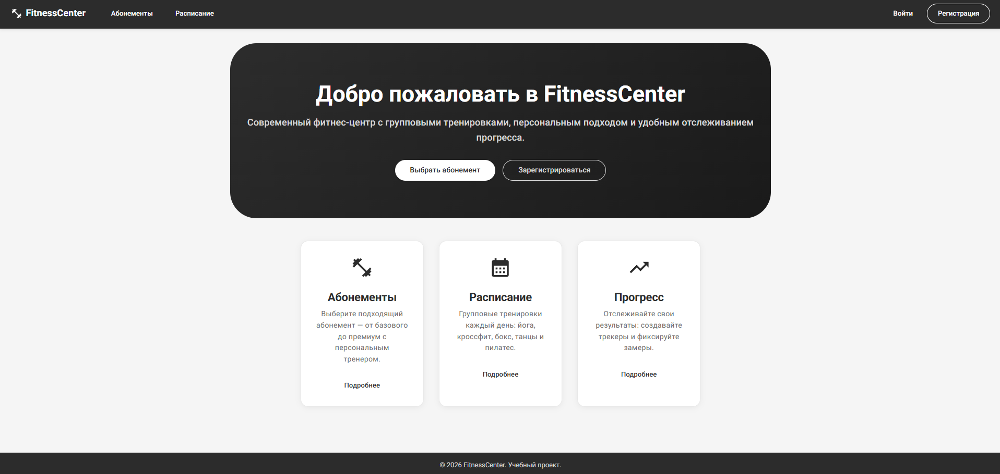 FitnessCenter
Абонементы
Расписание
Войти
Регистрация
Добро пожаловать в FitnessCenter
Современный фитнес-центр с групповыми тренировками, персональным подходом и удобным отслеживанием
прогресса.
Выбрать абонемент
Зарегистрироваться
Абонементы
Выберите подходящий
абонемент — от базового
до премиум с
персональным
тренером.
Подробнее
Расписание
Групповые тренировки
каждый день: йога,
кроссфит, бокс, танцы и
пилатес.
Подробнее
Прогресс
Отслеживайте свои
результаты: создавайте
трекеры и фиксируйте
замеры.
Подробнее
© 2026 FitnessCenter. Учебный проект.